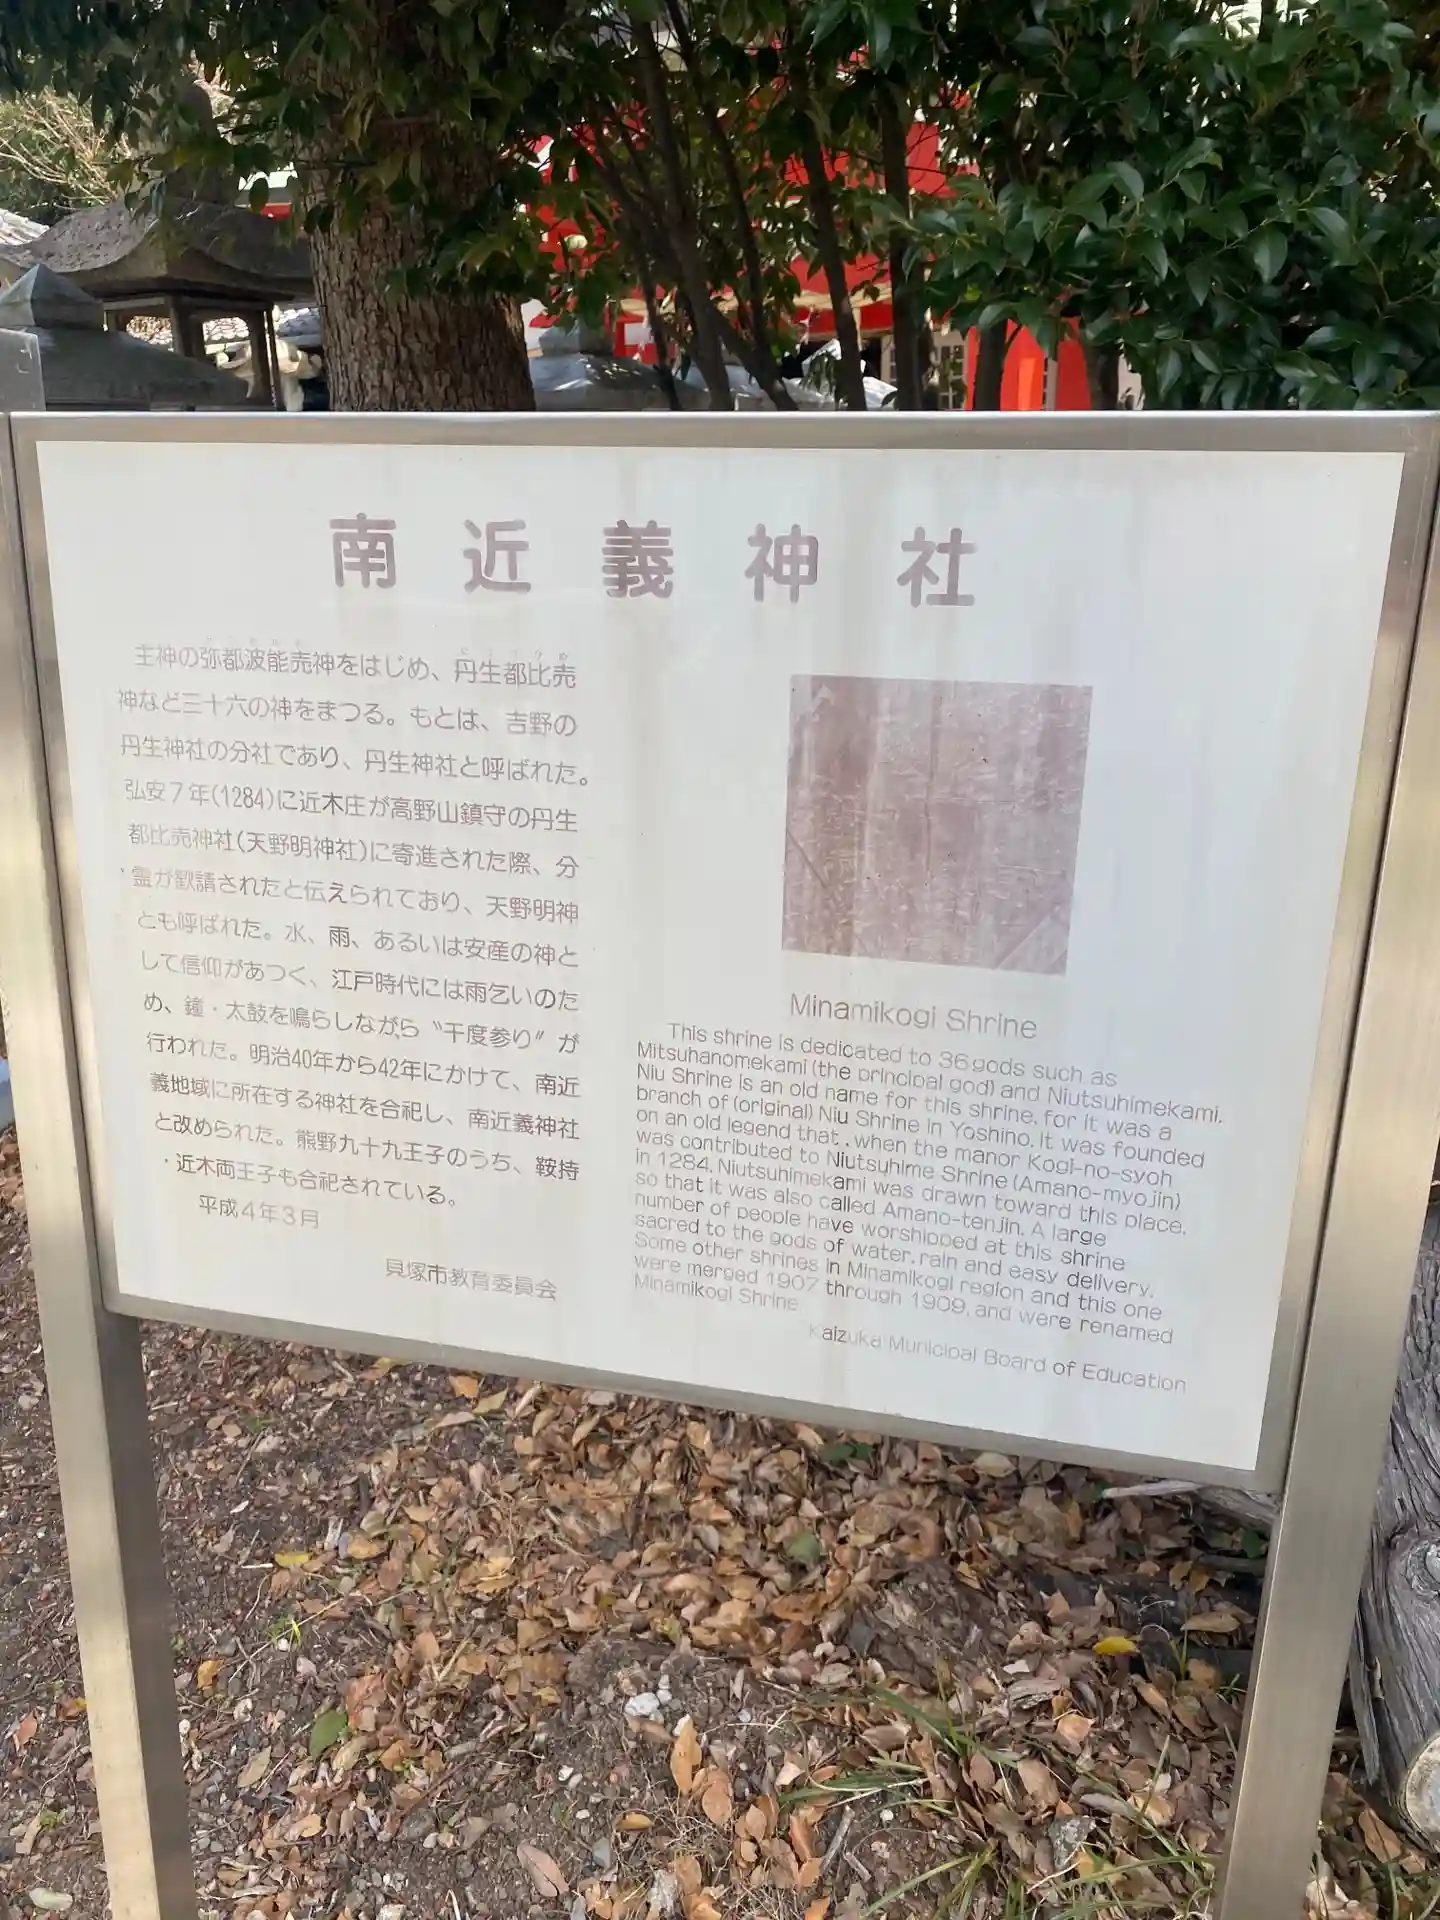 南近義神社
主神の弥都波能売神をはじめ、丹生都比売
神など三十六の神をまつる。もとは、吉野の
丹生神社の分社であり、丹生神社と呼ばれた。
弘安7年(1284)に近木庄が高野山鎮守の丹生
都比売神社(天野明神社)に寄進された際、分
霊が歓請されたと伝えられており、天野明神
とも呼ばれた。水、雨、あるいは安産の神と
して信仰があつく、江戸時代には雨乞いのた
め、鐘・太鼓を鳴らしながら〝千度参り〟が
行われた。明治40年から42年にかけて、南近
義地域に所在する神社を合祀し、南近義神社
と改められた。熊野九十九王子のうち、鞍持
・近木両王子も合祀されている。
平成4年3月
貝塚市教育委員会
Minamikogi Shrine
This shrine is dedicated to 36 gods such as
Mitsuhanomekami (the principal god) and Niutsuhimekami.
Niu Shrine is an old name for this shrine, for it was a
branch of (original) Niu Shrine in Yoshino. It was founded
on an old legend that, when the manor Kogi-no-syoh
was contributed to Niutsuhime Shrine (Amano-myojin)
in 1284, Niutsuhimekami was drawn toward this place,
so that it was also called Amano-tenjin. A large
number of people have worshipped at this shrine
sacred to the gods of water, rain and easy delivery.
Some other shrines in Minamikogi region and this one
were merged 1907 through 1909, and were renamed
Minamikogi Shrine.
Kaizuka Municipal Board of Education